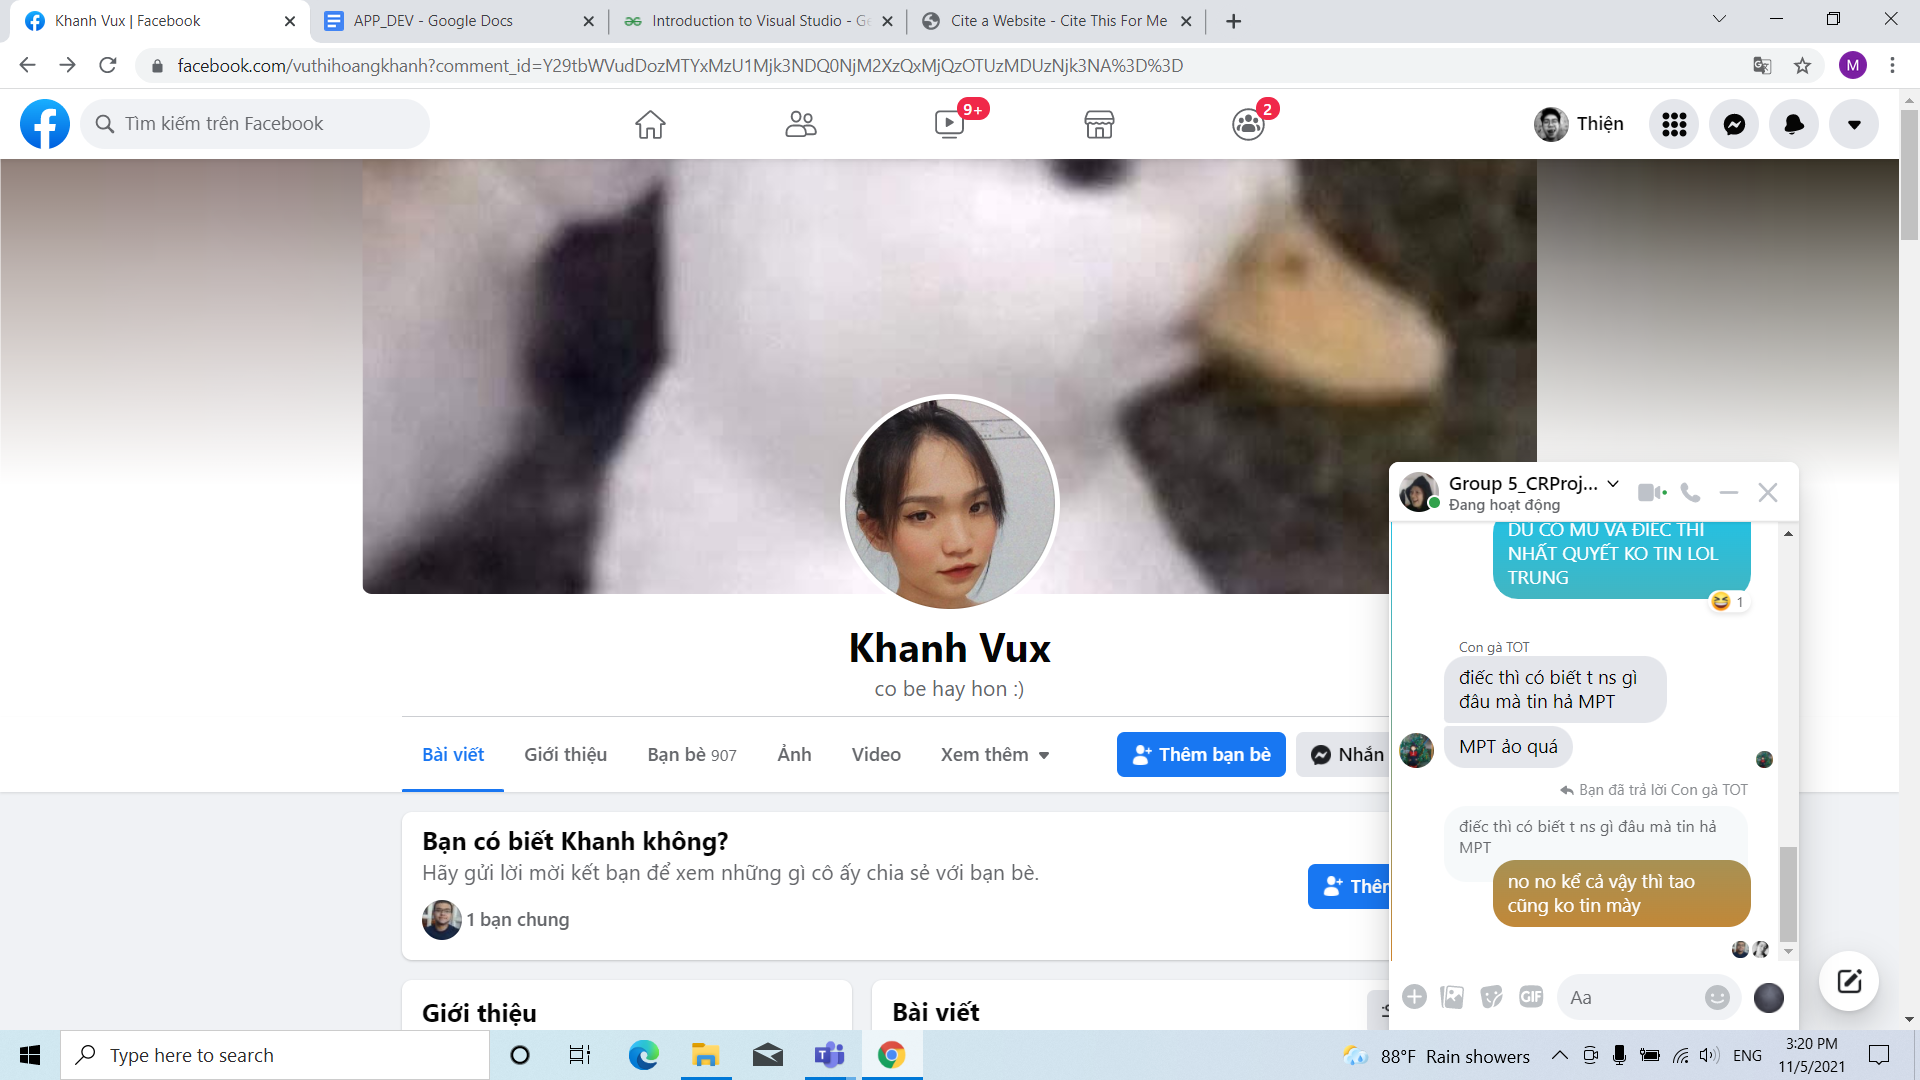 Khanh Vux | Facebook
APP_DEV - Google Docs
Introduction to Visual Studio - Ge
Cite a Website - Cite This For Me
facebook.com/vuthihoangkhanh?comment_id=Y29tbWVudDozMTYxMzU1Mjk3NDQ0NjM2XzQxMjQzOTUzMDUzNjk3NA%3D%3D
M
Tìm kiếm trên Facebook
9+
2
Thiện
Khanh Vux
co be hay hon :)
Bài viết
Giới thiệu
Bạn bè 907
Ảnh
Video
Xem thêm
Thêm bạn bè
Nhắn
Bạn có biết Khanh không?
Hãy gửi lời mời kết bạn để xem những gì cô ấy chia sẻ với bạn bè.
1 bạn chung
Giới thiệu
Bài viết
Group 5_CRProj...
Đang hoạt động
DU CO MU VA ĐIEC THI
NHẤT QUYẾT KO TIN LOL
TRUNG
1
Con gà TOT
điếc thì có biết t ns gì
đâu mà tin hả MPT
MPT ảo quá
Bạn đã trả lời Con gà TOT
điếc thì có biết t ns gì đâu mà tin hả
MPT
no no kể cả vậy thì tao
cũng ko tin mày
GIF
Aa
Type here to search
88°F Rain showers
ENG
3:20 PM
11/5/2021